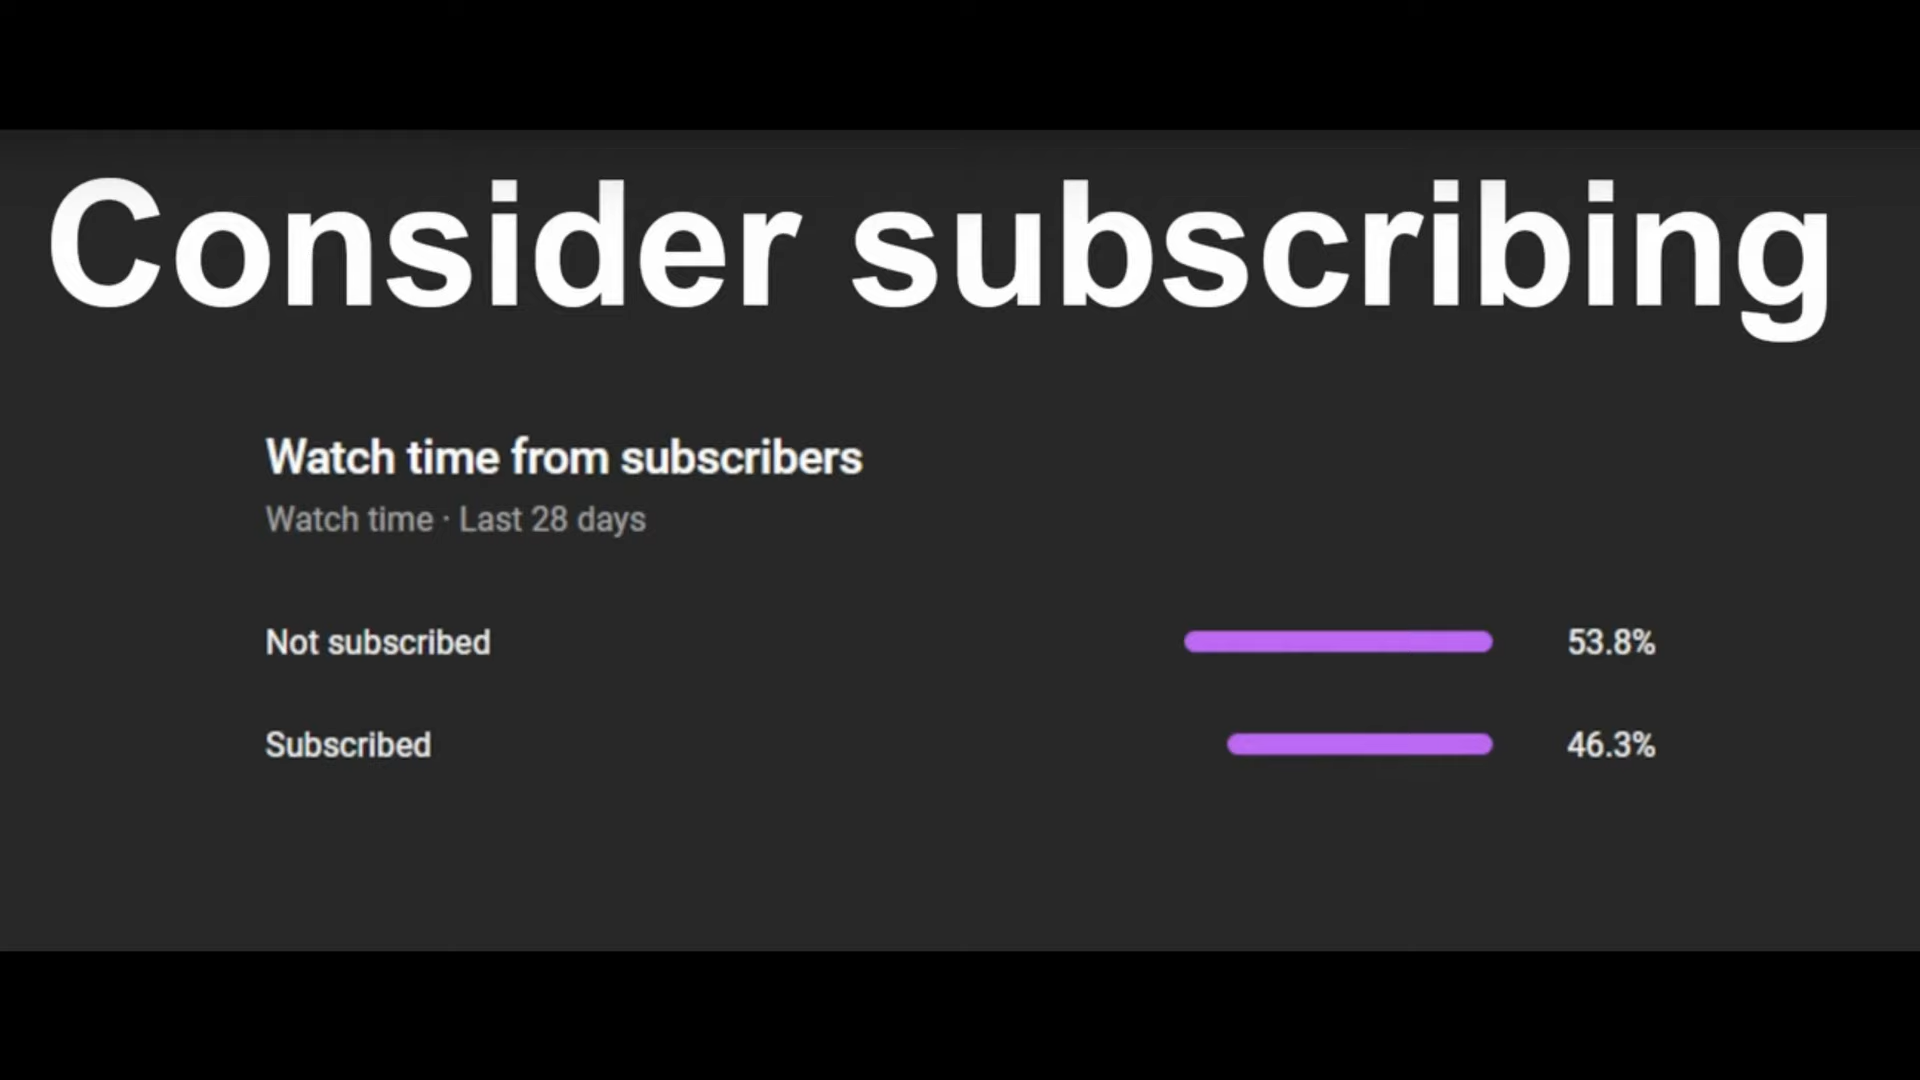 Consider subscribing
Watch time from subscribers
Watch time · Last 28 days
Not subscribed 53.8%
Subscribed 46.3%